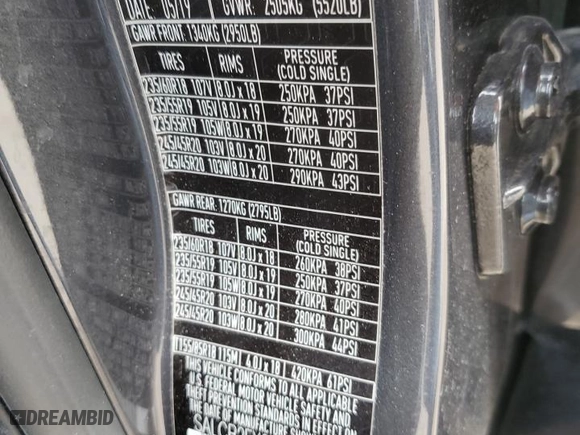 DATE: 05/19 GVWR: 2505KG (5520LB)
GAWR FRONT 1340KG (2950LB)
TIRES RIMS PRESSURE
(COLD SINGLE)
235/60R18 107V 8.0J x 18 250KPA 37PSI
235/55R19 105V 8.0J x 19 250KPA 37PSI
235/55R19 105W 8.0J x 19 270KPA 40PSI
245/45R20 103V 8.0J x 20 270KPA 40PSI
245/45R20 103W 8.0J x 20 290KPA 43PSI
GAWR REAR 1270KG (2795LB)
TIRES RIMS PRESSURE
(COLD SINGLE)
235/60R18 107V 8.0J x 18 260KPA 38PSI
235/55R19 105V 8.0J x 19 250KPA 37PSI
235/55R19 105W 8.0J x 19 270KPA 40PSI
245/45R20 103V 8.0J x 20 280KPA 41PSI
245/45R20 103W 8.0J x 20 300KPA 44PSI
T155/85R18 115M 4.0J x 18 420KPA 61PSI
THIS VEHICLE CONFORMS TO ALL APPLICABLE
FEDERAL MOTOR VEHICLE SAFETY AND
THEFT PREVENTION
OF MANUFACTURE SHOWN
DREAMBID